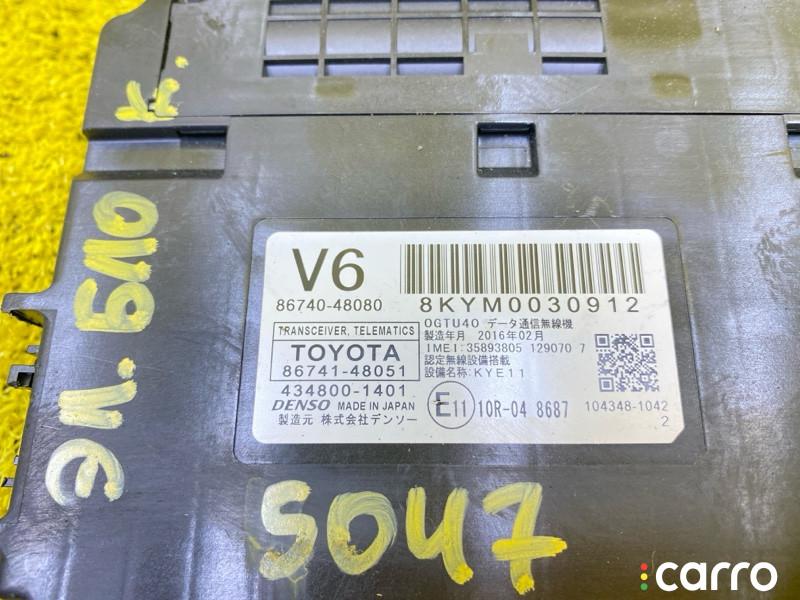 V6
86740-48080
8KYM0030912
TRANSCEIVER, TELEMATICS
TOYOTA
86741-48051
434800-1401
DENSO MADE IN JAPAN
製造元 株式会社デンソー
OGTU40 データ通信無線機
製造年月 2016年02月
IMEI:35893805 129070 7
認定無線設備搭載
設備名称:KYE11
E11 10R-04 8687
104348-1042
2
5047
carro